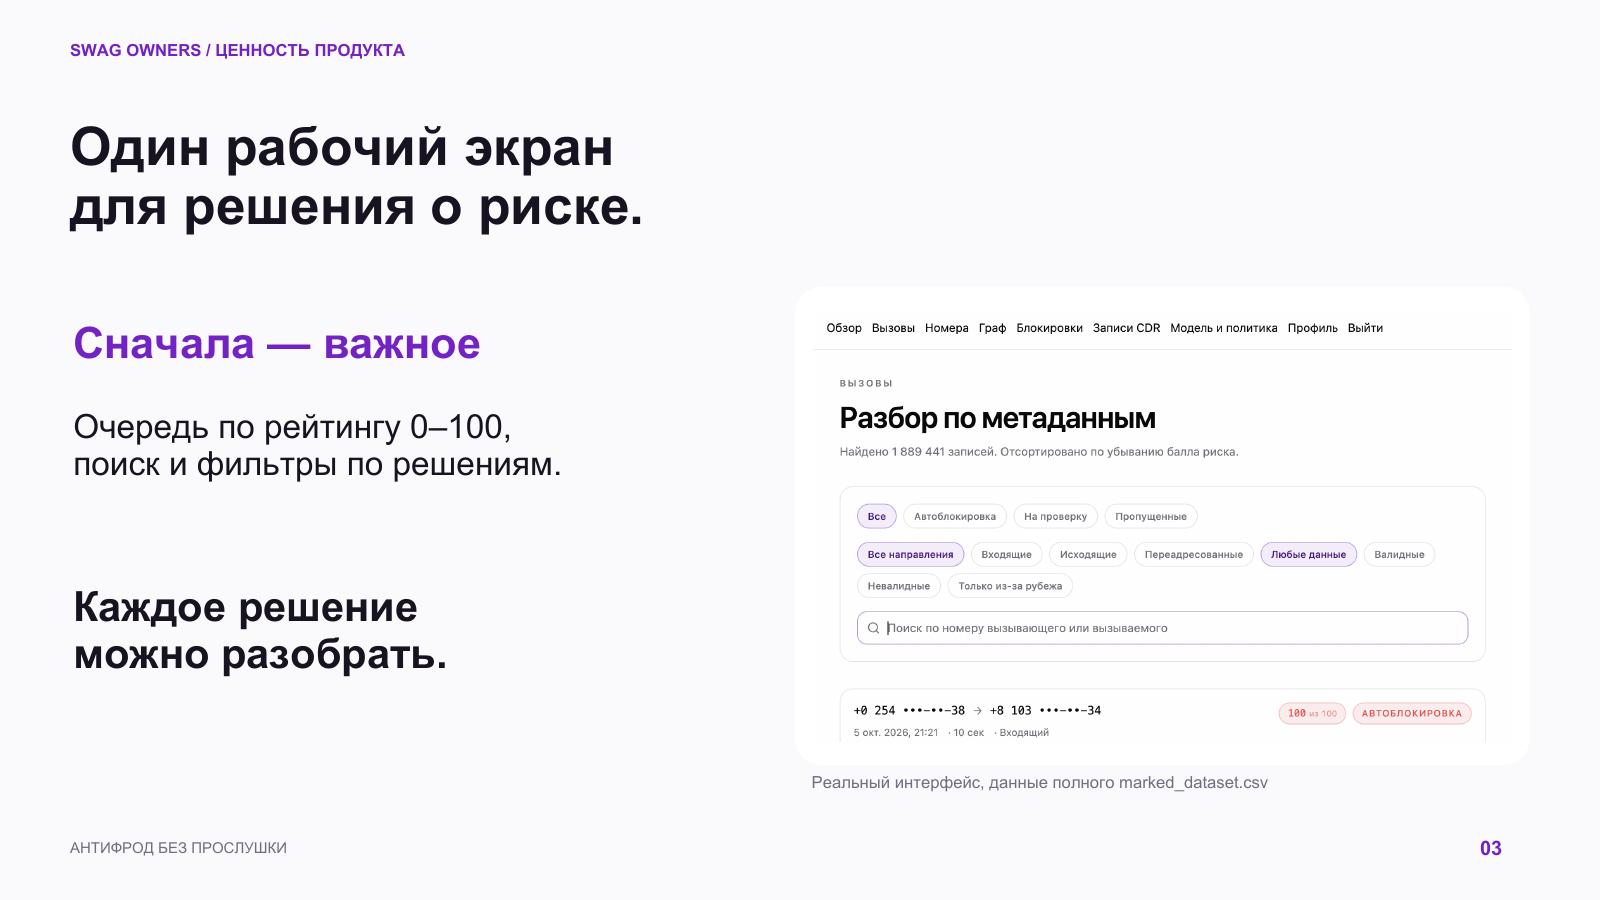 SWAG OWNERS / ЦЕННОСТЬ ПРОДУКТА
Один рабочий экран
для решения о риске.
Сначала — важное
Очередь по рейтингу 0–100,
поиск и фильтры по решениям.
Каждое решение
можно разобрать.
Обзор Вызовы Номера Граф Блокировки Записи CDR Модель и политика Профиль Выйти
ВЫЗОВЫ
Разбор по метаданным
Найдено 1 889 441 записей. Отсортировано по убыванию балла риска.
Все Автоблокировка На проверку Пропущенные
Все направления Входящие Исходящие Переадресованные Любые данные Валидные
Невалидные Только из-за рубежа
Поиск по номеру вызывающего или вызываемого
+0 254 •••–••–38 → +8 103 •••–••–34 100 из 100 АВТОБЛОКИРОВКА
5 окт. 2026, 21:21 · 10 сек · Входящий
Реальный интерфейс, данные полного marked_dataset.csv
АНТИФРОД БЕЗ ПРОСЛУШКИ
03